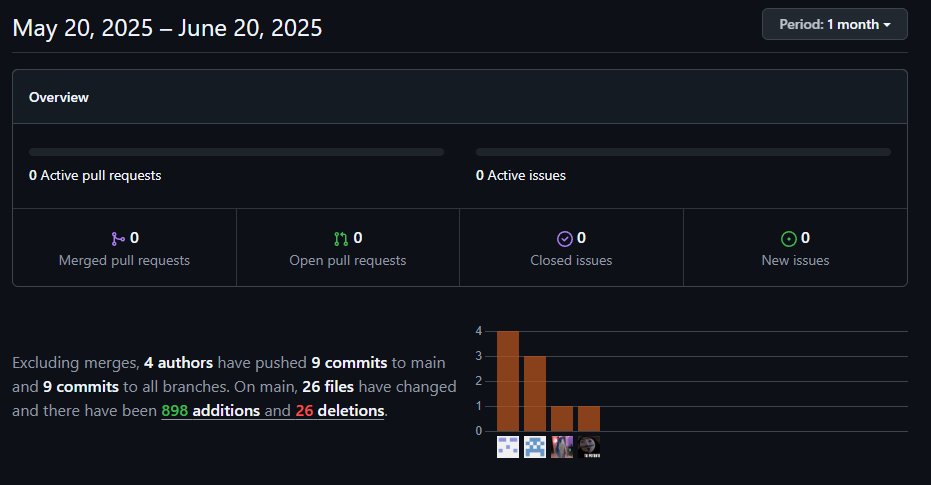 May 20, 2025 – June 20, 2025
Period: 1 month
Overview
0 Active pull requests
0 Active issues
0
Merged pull requests
0
Open pull requests
0
Closed issues
0
New issues
Excluding merges, 4 authors have pushed 9 commits to main
and 9 commits to all branches. On main, 26 files have changed
and there have been 898 additions and 26 deletions.
4
3
2
1
0